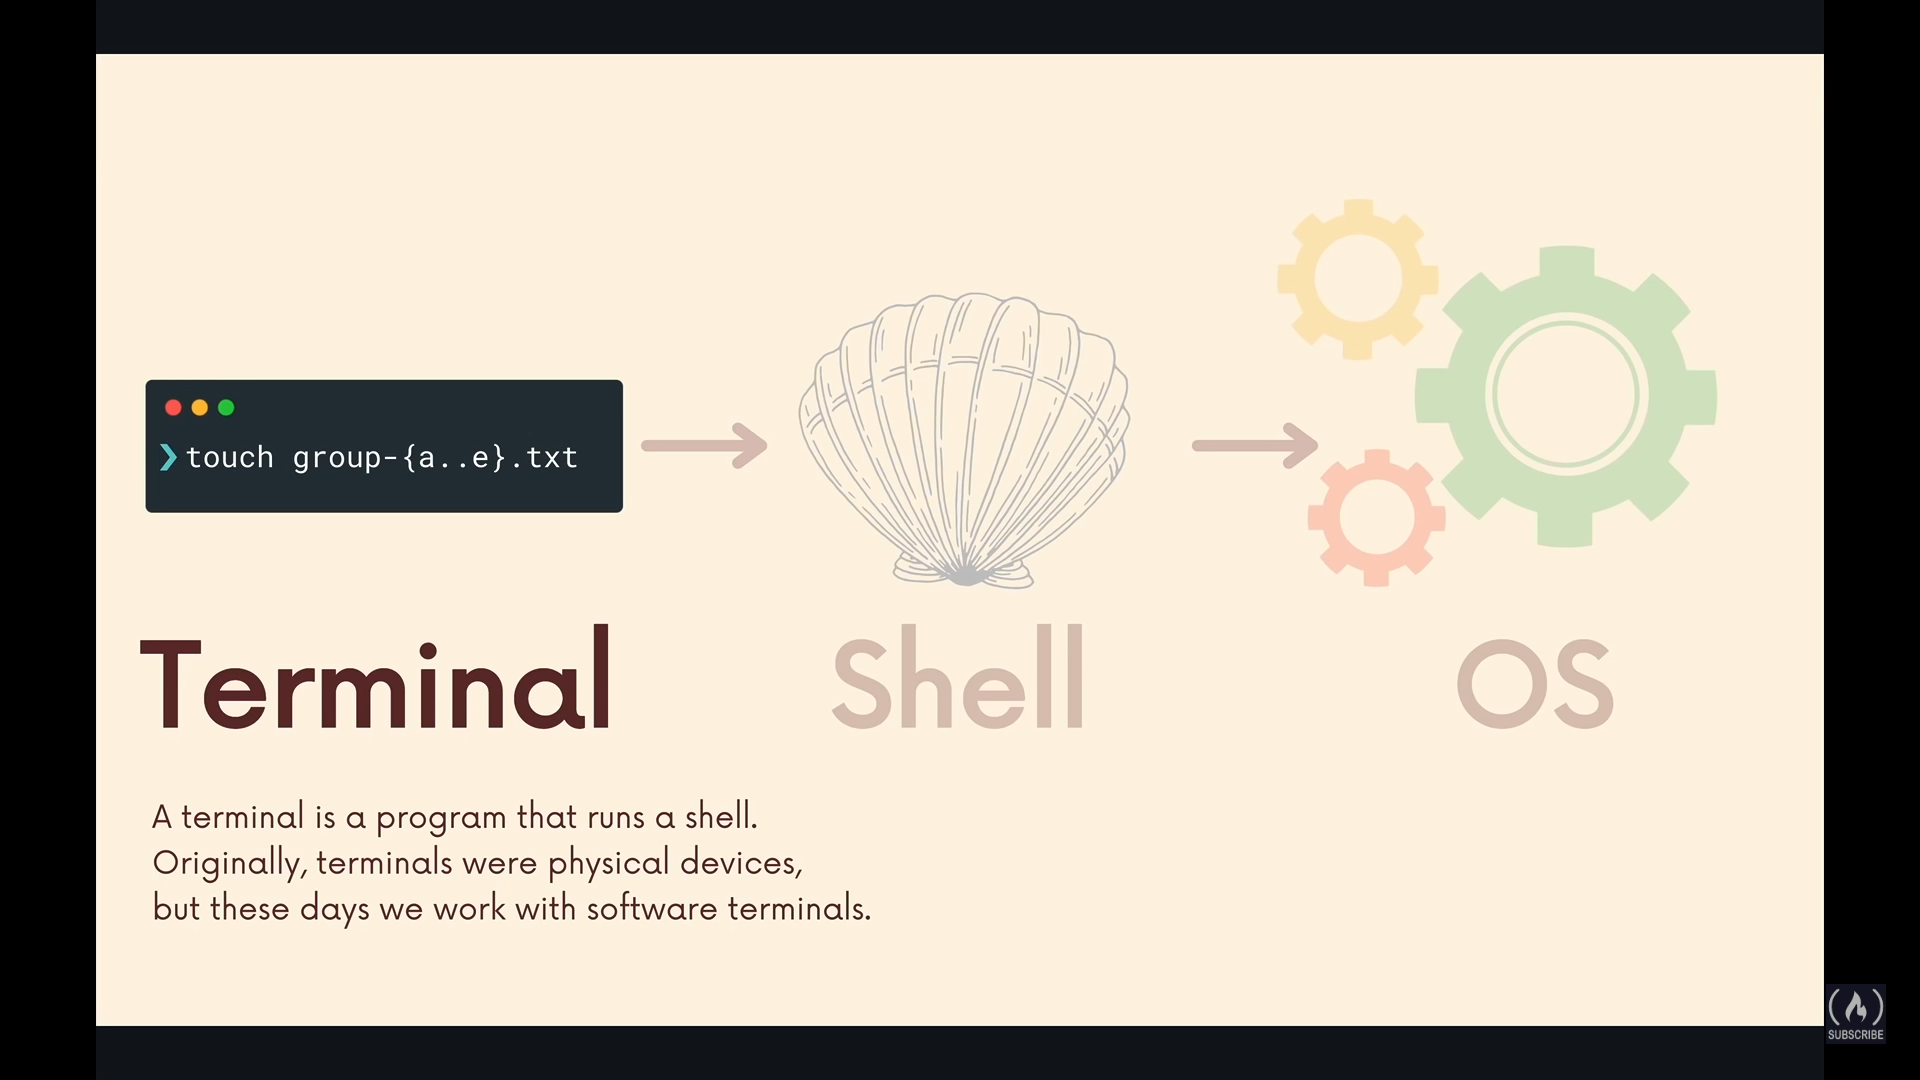 ❯touch group-{a..e}.txt
Terminal
Shell
OS
A terminal is a program that runs a shell.
Originally, terminals were physical devices,
but these days we work with software terminals.
SUBSCRIBE